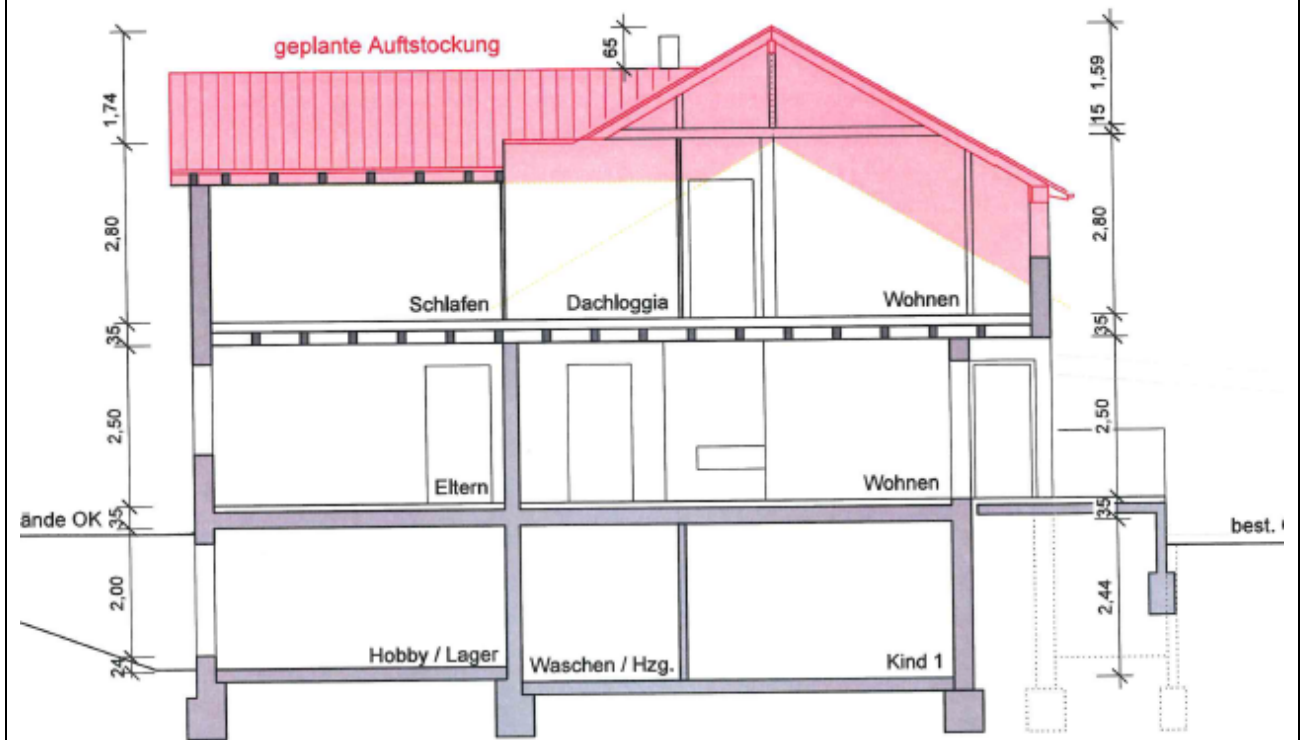 geplante Auftstockung
65
1,74
1,59
15
2,80
2,80
Schlafen
Dachloggia
Wohnen
35
35
2,50
2,50
Eltern
Wohnen
35
35
ände OK
best.
2,00
2,44
24
Hobby / Lager
Waschen / Hzg.
Kind 1